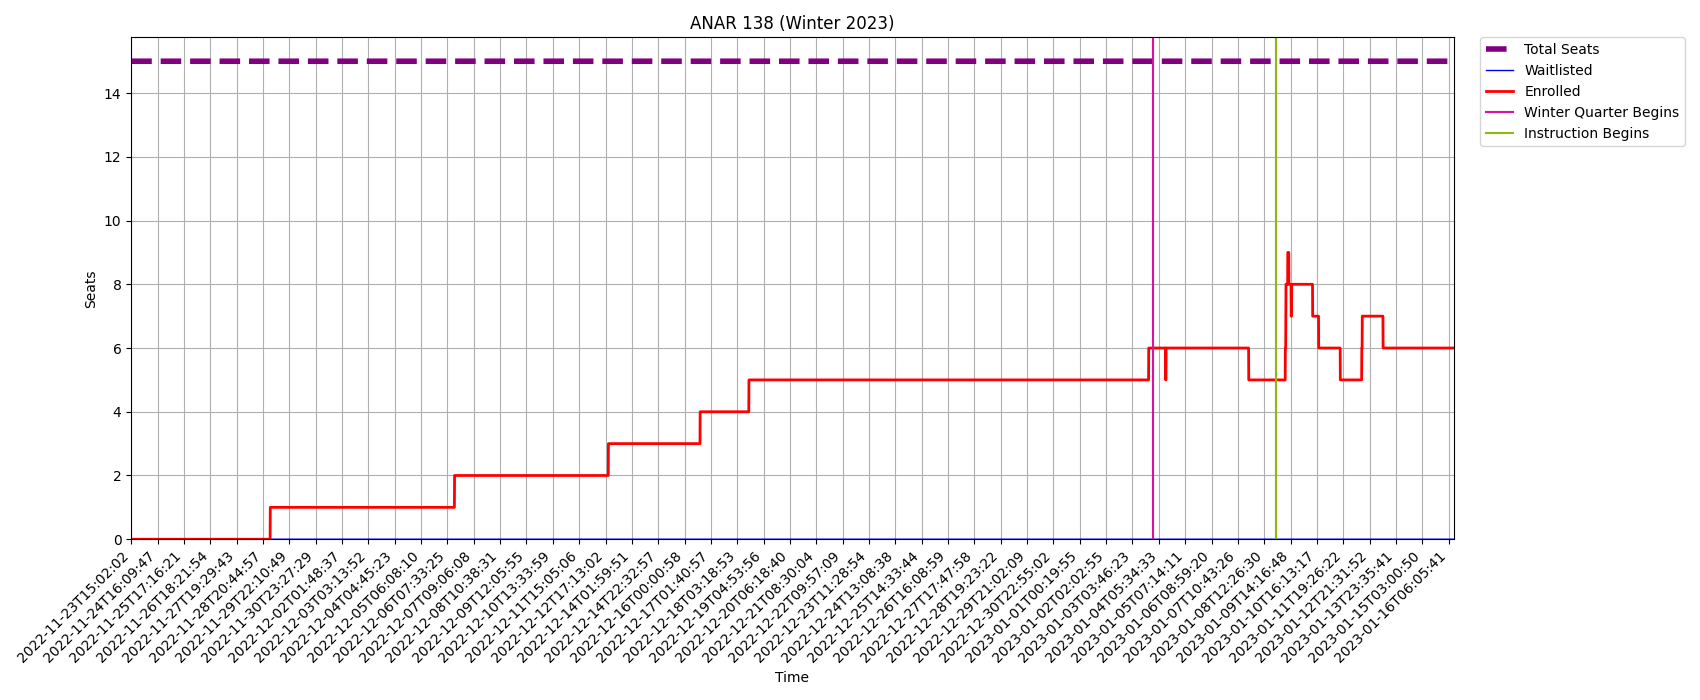 ANAR 138 (Winter 2023)
Total Seats
Waitlisted
Enrolled
Winter Quarter Begins
Instruction Begins
Seats
14
12
10
8
6
4
2
0
2022-11-23T15:02:02
2022-11-24T16:09:47
2022-11-25T17:16:21
2022-11-26T18:21:54
2022-11-27T19:29:43
2022-11-28T20:44:57
2022-11-29T22:10:49
2022-11-30T23:27:29
2022-12-02T01:48:37
2022-12-03T03:13:52
2022-12-04T04:45:23
2022-12-05T06:08:10
2022-12-06T07:33:25
2022-12-07T09:06:08
2022-12-08T10:38:31
2022-12-09T12:05:55
2022-12-10T13:33:59
2022-12-11T15:05:06
2022-12-12T17:13:02
2022-12-14T01:59:51
2022-12-14T22:32:57
2022-12-16T00:00:58
2022-12-17T01:40:57
2022-12-18T03:18:53
2022-12-19T04:53:56
2022-12-20T06:18:40
2022-12-21T08:30:04
2022-12-22T09:57:09
2022-12-23T11:28:54
2022-12-24T13:08:38
2022-12-25T14:33:44
2022-12-26T16:08:59
2022-12-27T17:47:58
2022-12-28T19:23:22
2022-12-29T21:02:09
2022-12-30T22:55:02
2023-01-01T00:19:55
2023-01-02T02:02:55
2023-01-03T03:46:23
2023-01-04T05:34:33
2023-01-05T07:14:11
2023-01-06T08:59:20
2023-01-07T10:43:26
2023-01-08T12:26:30
2023-01-09T14:16:48
2023-01-10T16:13:17
2023-01-11T19:26:22
2023-01-12T21:31:52
2023-01-13T23:35:41
2023-01-15T03:00:50
2023-01-16T06:05:41
Time